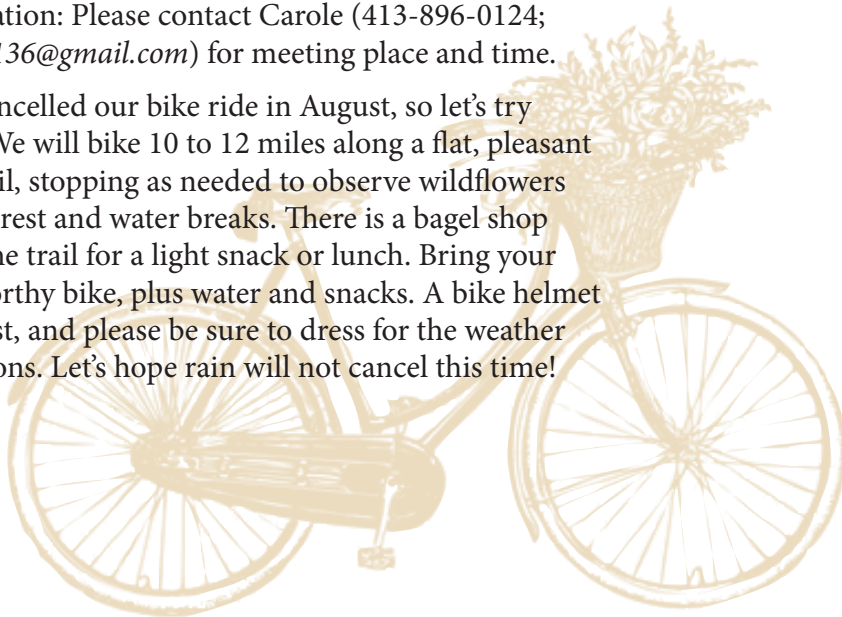 ation: Please contact Carole (413-896-0124;
136@gmail.com) for meeting place and time.
ncelled our bike ride in August, so let’s try
We will bike 10 to 12 miles along a flat, pleasant
il, stopping as needed to observe wildflowers
rest and water breaks. There is a bagel shop
he trail for a light snack or lunch. Bring your
orthy bike, plus water and snacks. A bike helmet
st, and please be sure to dress for the weather
ons. Let’s hope rain will not cancel this time!